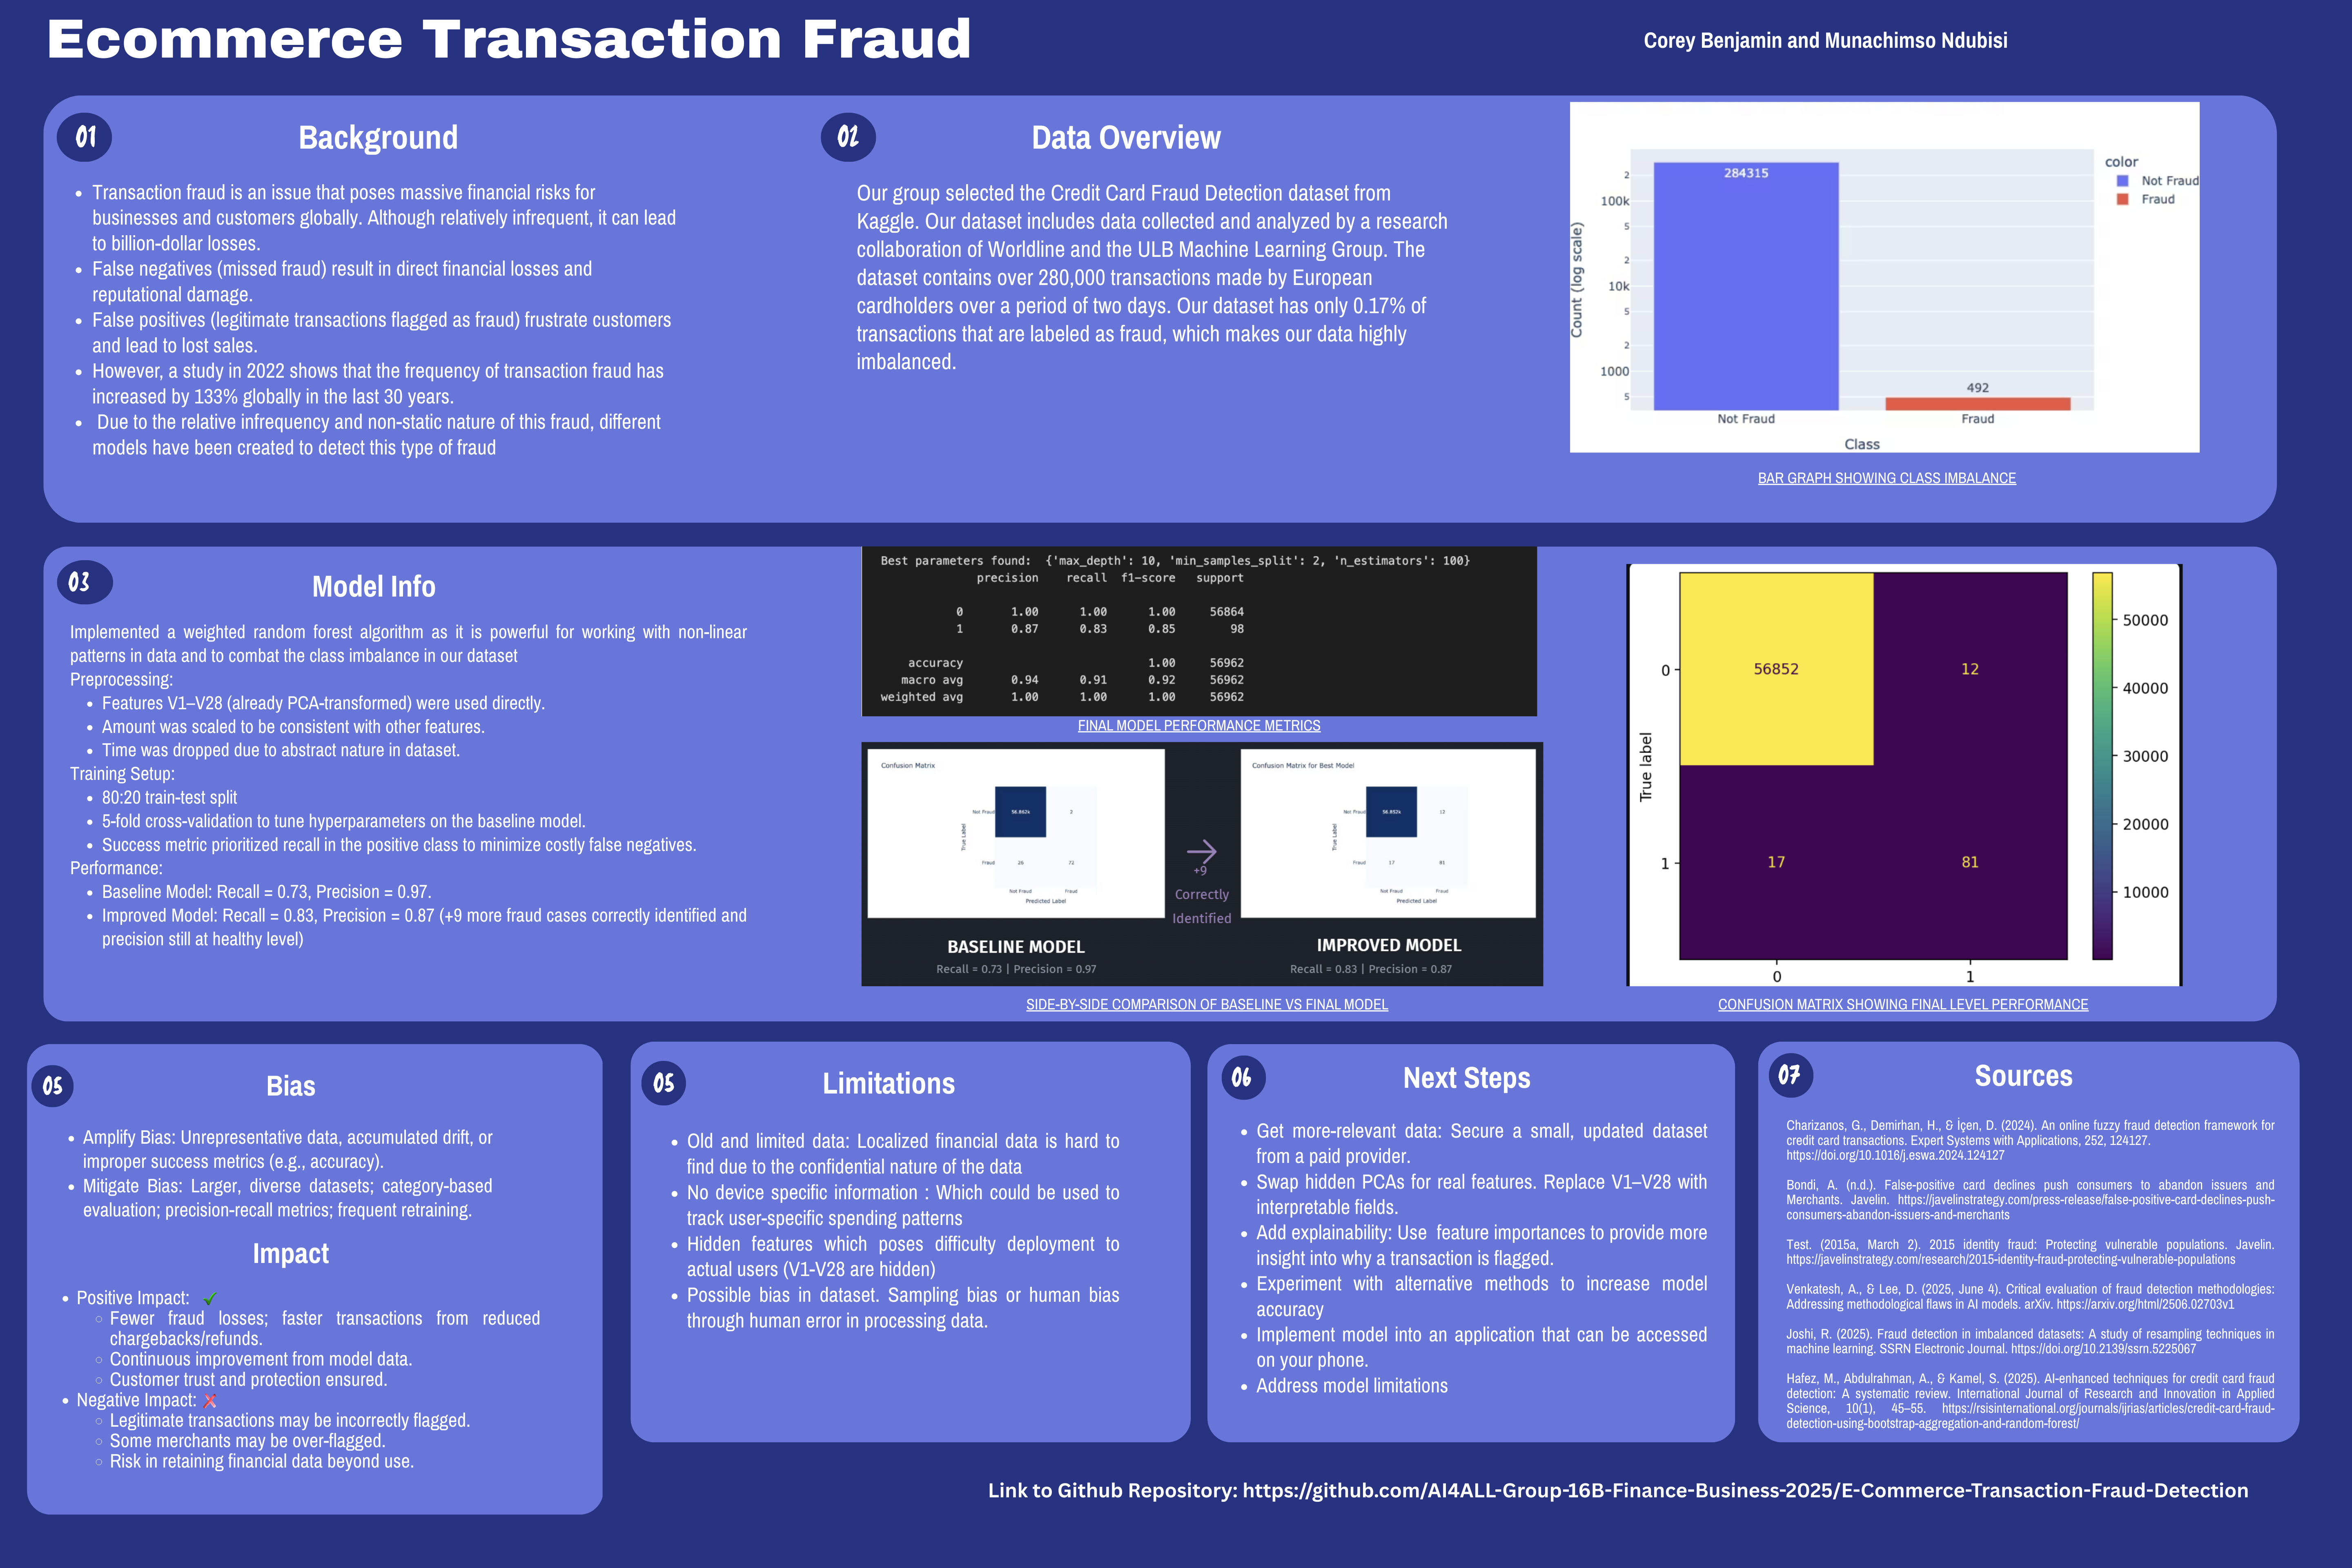 Ecommerce Transaction Fraud
Corey Benjamin and Munachimso Ndubisi
01
Background
• Transaction fraud is an issue that poses massive financial risks for
businesses and customers globally. Although relatively infrequent, it can lead
to billion-dollar losses.
• False negatives (missed fraud) result in direct financial losses and
reputational damage.
• False positives (legitimate transactions flagged as fraud) frustrate customers
and lead to lost sales.
• However, a study in 2022 shows that the frequency of transaction fraud has
increased by 133% globally in the last 30 years.
• Due to the relative infrequency and non-static nature of this fraud, different
models have been created to detect this type of fraud
02
Data Overview
Our group selected the Credit Card Fraud Detection dataset from
Kaggle. Our dataset includes data collected and analyzed by a research
collaboration of Worldline and the ULB Machine Learning Group. The
dataset contains over 280,000 transactions made by European
cardholders over a period of two days. Our dataset has only 0.17% of
transactions that are labeled as fraud, which makes our data highly
imbalanced.
Count (log scale)
2
100k
5
2
10k
5
2
1000
5
284315
492
Not Fraud
Fraud
Class
color
Not Fraud
Fraud
BAR GRAPH SHOWING CLASS IMBALANCE
03
Model Info
Implemented a weighted random forest algorithm as it is powerful for working with non-linear
patterns in data and to combat the class imbalance in our dataset
Preprocessing:
• Features V1–V28 (already PCA-transformed) were used directly.
• Amount was scaled to be consistent with other features.
• Time was dropped due to abstract nature in dataset.
Training Setup:
• 80:20 train-test split
• 5-fold cross-validation to tune hyperparameters on the baseline model.
• Success metric prioritized recall in the positive class to minimize costly false negatives.
Performance:
• Baseline Model: Recall = 0.73, Precision = 0.97.
• Improved Model: Recall = 0.83, Precision = 0.87 (+9 more fraud cases correctly identified and
precision still at healthy level)
Best parameters found: {'max_depth': 10, 'min_samples_split': 2, 'n_estimators': 100}
precision recall f1-score support
0 1.00 1.00 1.00 56864
1 0.87 0.83 0.85 98
accuracy 1.00 56962
macro avg 0.94 0.91 0.92 56962
weighted avg 1.00 1.00 1.00 56962
FINAL MODEL PERFORMANCE METRICS
Confusion Matrix
True Label
Not Fraud 56.862k 2
Fraud 26 72
Not Fraud Fraud
Predicted Label
BASELINE MODEL
Recall = 0.73 | Precision = 0.97
+9
Correctly
Identified
Confusion Matrix for Best Model
True Label
Not Fraud 56.852k 12
Fraud 17 81
Not Fraud Fraud
Predicted Label
IMPROVED MODEL
Recall = 0.83 | Precision = 0.87
SIDE-BY-SIDE COMPARISON OF BASELINE VS FINAL MODEL
True label
0 56852 12
1 17 81
0 1
50000
40000
30000
20000
10000
CONFUSION MATRIX SHOWING FINAL LEVEL PERFORMANCE
05
Bias
• Amplify Bias: Unrepresentative data, accumulated drift, or
improper success metrics (e.g., accuracy).
• Mitigate Bias: Larger, diverse datasets; category-based
evaluation; precision-recall metrics; frequent retraining.
Impact
• Positive Impact: ✓
○ Fewer fraud losses; faster transactions from reduced
chargebacks/refunds.
○ Continuous improvement from model data.
○ Customer trust and protection ensured.
• Negative Impact: ✗
○ Legitimate transactions may be incorrectly flagged.
○ Some merchants may be over-flagged.
○ Risk in retaining financial data beyond use.
05
Limitations
• Old and limited data: Localized financial data is hard to
find due to the confidential nature of the data
• No device specific information : Which could be used to
track user-specific spending patterns
• Hidden features which poses difficulty deployment to
actual users (V1-V28 are hidden)
• Possible bias in dataset. Sampling bias or human bias
through human error in processing data.
06
Next Steps
• Get more-relevant data: Secure a small, updated dataset
from a paid provider.
• Swap hidden PCAs for real features. Replace V1–V28 with
interpretable fields.
• Add explainability: Use feature importances to provide more
insight into why a transaction is flagged.
• Experiment with alternative methods to increase model
accuracy
• Implement model into an application that can be accessed
on your phone.
• Address model limitations
07
Sources
Charizanos, G., Demirhan, H., & İçen, D. (2024). An online fuzzy fraud detection framework for
credit card transactions. Expert Systems with Applications, 252, 124127.
https://doi.org/10.1016/j.eswa.2024.124127
Bondi, A. (n.d.). False-positive card declines push consumers to abandon issuers and
Merchants. Javelin. https://javelinstrategy.com/press-release/false-positive-card-declines-push-
consumers-abandon-issuers-and-merchants
Test. (2015a, March 2). 2015 identity fraud: Protecting vulnerable populations. Javelin.
https://javelinstrategy.com/research/2015-identity-fraud-protecting-vulnerable-populations
Venkatesh, A., & Lee, D. (2025, June 4). Critical evaluation of fraud detection methodologies:
Addressing methodological flaws in AI models. arXiv. https://arxiv.org/html/2506.02703v1
Joshi, R. (2025). Fraud detection in imbalanced datasets: A study of resampling techniques in
machine learning. SSRN Electronic Journal. https://doi.org/10.2139/ssrn.5225067
Hafez, M., Abdulrahman, A., & Kamel, S. (2025). AI-enhanced techniques for credit card fraud
detection: A systematic review. International Journal of Research and Innovation in Applied
Science, 10(1), 45–55. https://rsisinternational.org/journals/ijrias/articles/credit-card-fraud-
detection-using-bootstrap-aggregation-and-random-forest/
Link to Github Repository: https://github.com/AI4ALL-Group-16B-Finance-Business-2025/E-Commerce-Transaction-Fraud-Detection